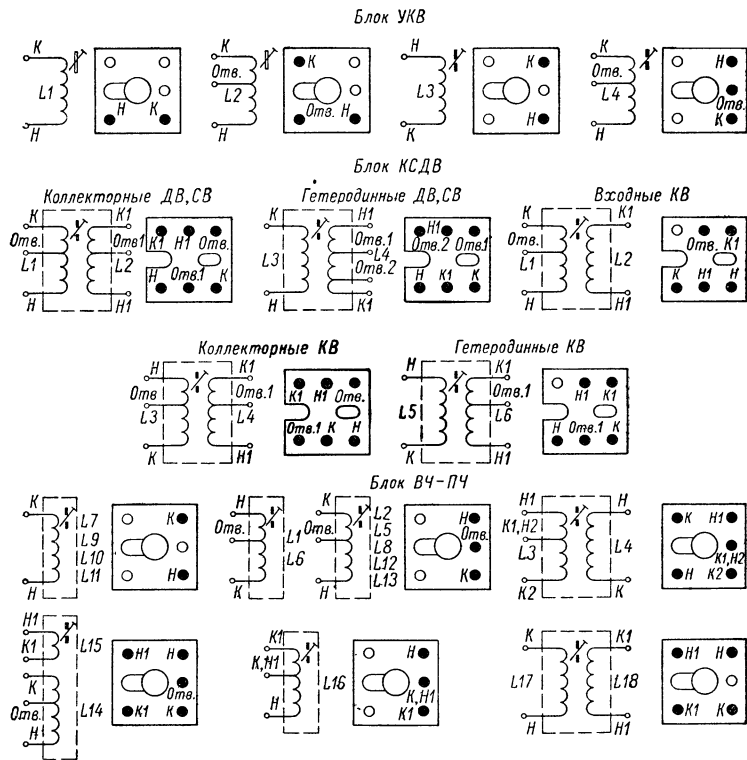 Блок УКВ
К
L1
Н
Н К
К
Отв.
L2
Н
К
Отв. Н
Н
L3
К
К
Н
К
Отв.
L4
Н
Н
Отв.
К
Блок КСДВ
Коллекторные ДВ,СВ
К К1
Отв. Отв1
L1 L2
Н Н1
К1 Н1 Отв.
Н Отв.1 К
Гетеродинные ДВ,СВ
К Н1
Отв.1
L3 L4
Отв.2
Н К1
Н1
Отв.2 Отв.1
Н К1 К
Входные КВ
К К1
Отв.
L1 L2
Н Н1
Отв. К1
К Н1 Н
Коллекторные КВ
Н К1
Отв Отв.1
L3 L4
К Н1
К1 Н1 Отв.
Отв.1 К Н
Гетеродинные КВ
Н К1
Отв.1
L5 L6
К Н1
Н1 К1
Н Отв.1 К
Блок ВЧ-ПЧ
К
L7
L9
L10
L11
Н
К
Н
Н
Отв.
L1
L6
К
К
Отв.
L2
L5
L8
L12
L13
Н
Н
Отв.
К
Н1 Н
К1,Н2
L3 L4
К2 К
К Н1
К1,Н2
Н К2
Н1
К1
L15
К
Отв.
L14
Н
Н1 Н
Отв.
К1 К
К1
К,Н1
L16
Н
Н
К,Н1
К1
К К1
L17 L18
Н Н1
Н1 Н
К1 К